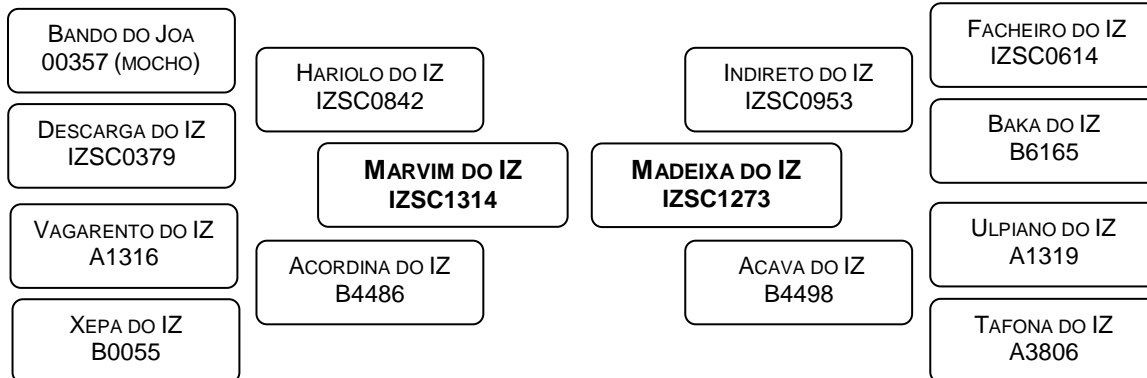 Bando do Joa
00357 (mocho)
Descarga do IZ
IZSC0379
Vagarento do IZ
A1316
Xepa do IZ
B0055
Hariolo do IZ
IZSC0842
Acordina do IZ
B4486
Marvim do IZ
IZSC1314
Madeixa do IZ
IZSC1273
Indireto do IZ
IZSC0953
Acava do IZ
B4498
Facheiro do IZ
IZSC0614
Baka do IZ
B6165
Ulpiano do IZ
A1319
Tafona do IZ
A3806